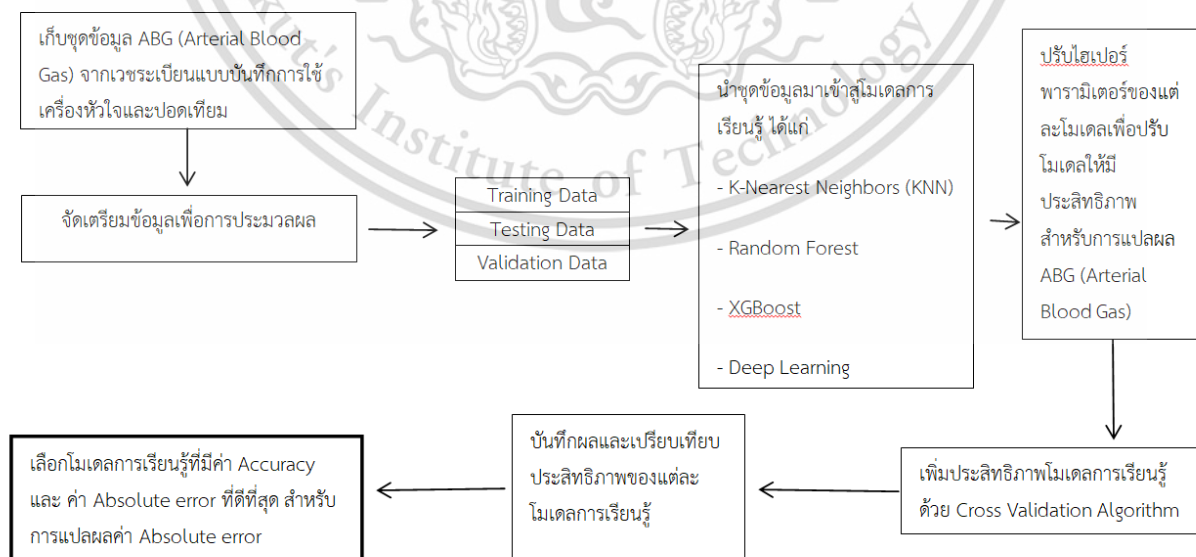 เก็บชุดข้อมูล ABG (Arterial Blood
Gas) จากเวชระเบียนแบบบันทึกการใช้
เครื่องหัวใจและปอดเทียม
จัดเตรียมข้อมูลเพื่อการประมวลผล
Training Data
Testing Data
Validation Data
นำชุดข้อมูลมาเข้าสู่โมเดลการ
เรียนรู้ ได้แก่
- K-Nearest Neighbors (KNN)
- Random Forest
- XGBoost
- Deep Learning
ปรับไฮเปอร์
พารามิเตอร์ของแต่
ละโมเดลเพื่อปรับ
โมเดลให้มี
ประสิทธิภาพ
สำหรับการแปลผล
ABG (Arterial
Blood Gas)
เพิ่มประสิทธิภาพโมเดลการเรียนรู้
ด้วย Cross Validation Algorithm
บันทึกผลและเปรียบเทียบ
ประสิทธิภาพของแต่ละ
โมเดลการเรียนรู้
เลือกโมเดลการเรียนรู้ที่มีค่า Accuracy
และ ค่า Absolute error ที่ดีที่สุด สำหรับ
การแปลผลค่า Absolute error
Institute of Technology